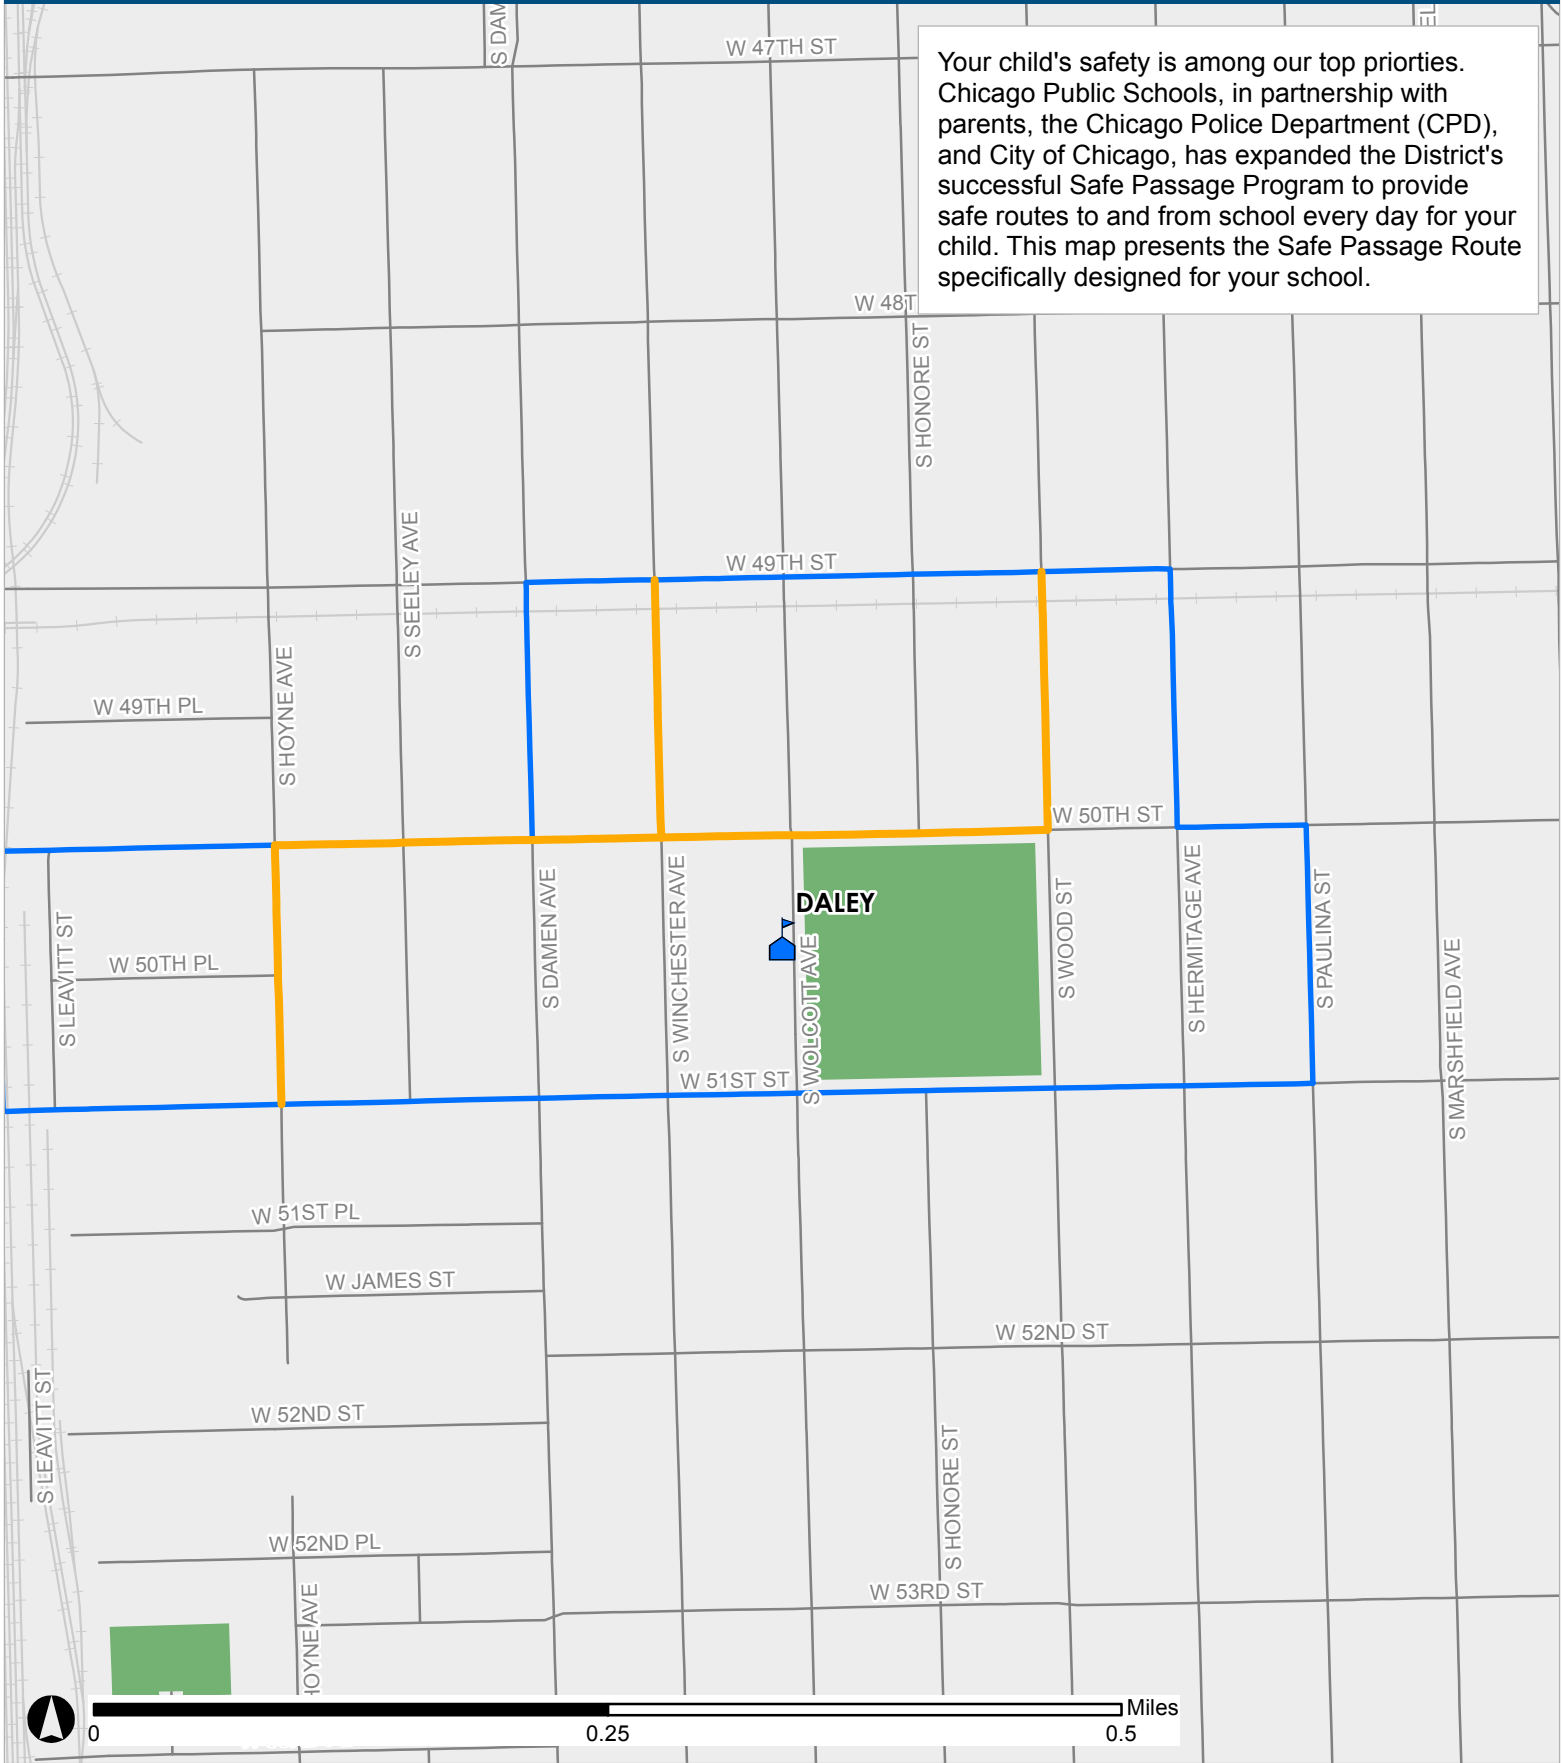 S DAM
W 47TH ST
EL
Your child's safety is among our top priorties.
Chicago Public Schools, in partnership with
parents, the Chicago Police Department (CPD),
and City of Chicago, has expanded the District's
successful Safe Passage Program to provide
safe routes to and from school every day for your
child. This map presents the Safe Passage Route
specifically designed for your school.
W 48T
S HONORE ST
S SEELEY AVE
W 49TH ST
S HOYNE AVE
W 49TH PL
W 50TH ST
DALEY
S LEAVITT ST
W 50TH PL
S DAMEN AVE
S WINCHESTER AVE
S WOLCOTT AVE
S WOOD ST
S HERMITAGE AVE
S PAULINA ST
S MARSHFIELD AVE
W 51ST ST
W 51ST PL
W JAMES ST
W 52ND ST
S LEAVITT ST
W 52ND ST
S HONORE ST
W 52ND PL
W 53RD ST
HOYNE AVE
Miles
0
0.25
0.5